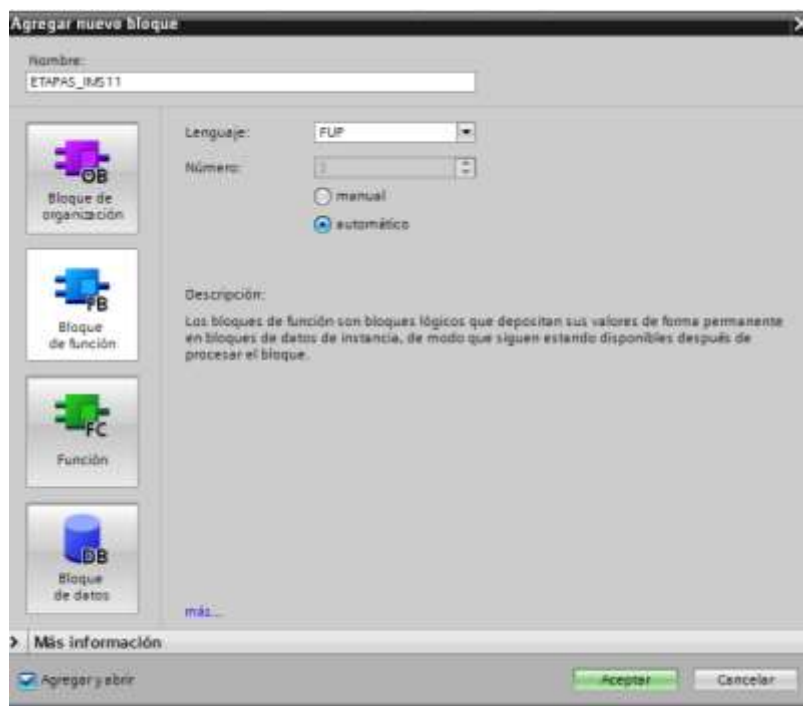 Agregar nuevo bloque
Nombre:
ETAPAS_IMS11
OB
Bloque de
organización
FB
Bloque
de función
FC
Función
DB
Bloque
de datos
Lenguaje:
FUP
Número:
manual
automático
Descripción:
Los bloques de función son bloques lógicos que depositan sus valores de forma permanente
en bloques de datos de instancia, de modo que siguen estando disponibles después de
procesar el bloque.
más...
Más información
Agregar y abrir
Aceptar
Cancelar